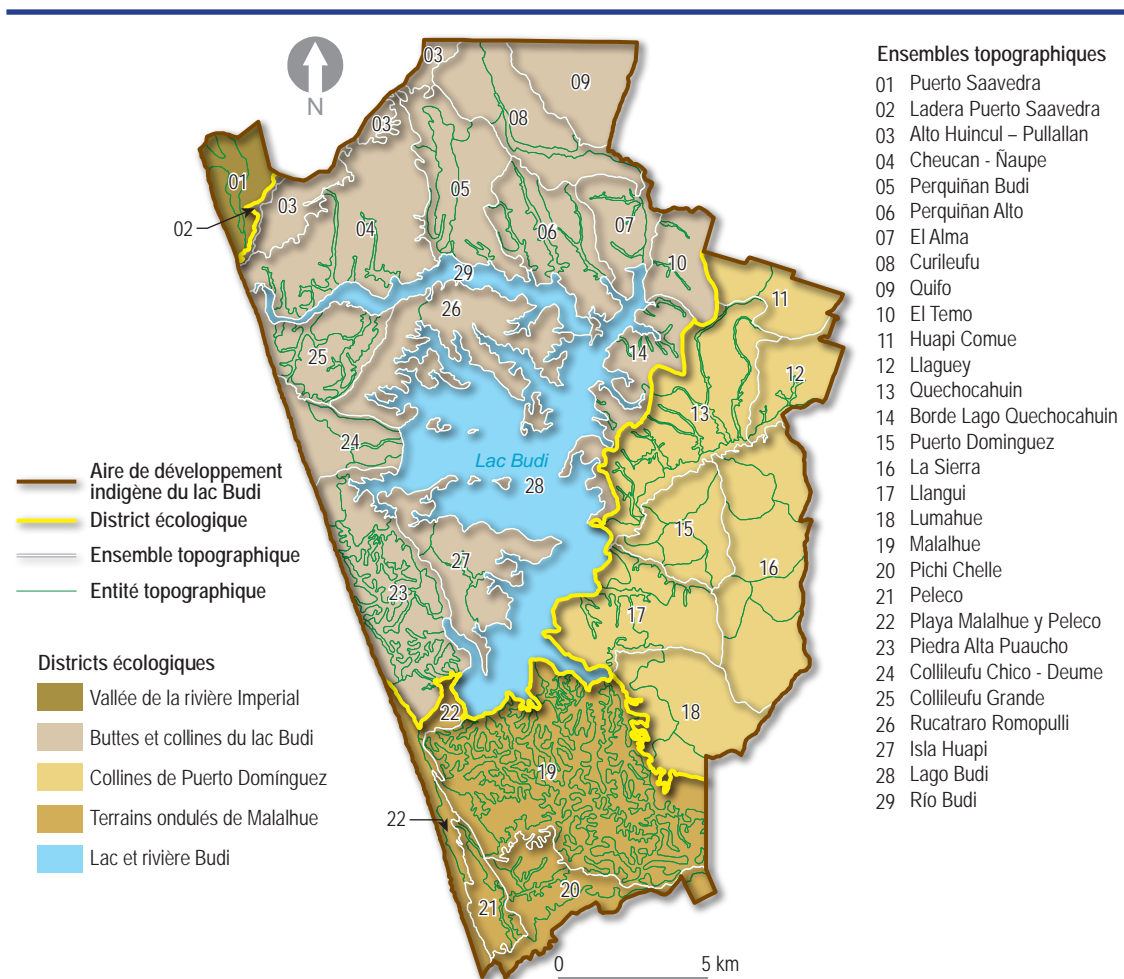 N
03
09
08
03
01
03
05
02
04
06
07
10
29
26
11
25
14
12
13
24
Lac Budi
28
15
27
16
23
17
22
18
19
22
20
21
0
5 km
Aire de développement
indigène du lac Budi
District écologique
Ensemble topographique
Entité topographique
Districts écologiques
Vallée de la rivière Imperial
Buttes et collines du lac Budi
Collines de Puerto Domínguez
Terrains ondulés de Malalhue
Lac et rivière Budi
Ensembles topographiques
01 Puerto Saavedra
02 Ladera Puerto Saavedra
03 Alto Huincul – Pullallan
04 Cheucan - Ñaupe
05 Perquiñan Budi
06 Perquiñan Alto
07 El Alma
08 Curileufu
09 Quifo
10 El Temo
11 Huapi Comue
12 Llaguey
13 Quechocahuin
14 Borde Lago Quechocahuin
15 Puerto Dominguez
16 La Sierra
17 Llangui
18 Lumahue
19 Malalhue
20 Pichi Chelle
21 Peleco
22 Playa Malalhue y Peleco
23 Piedra Alta Puaucho
24 Collileufu Chico - Deume
25 Collileufu Grande
26 Rucatraro Romopulli
27 Isla Huapi
28 Lago Budi
29 Río Budi